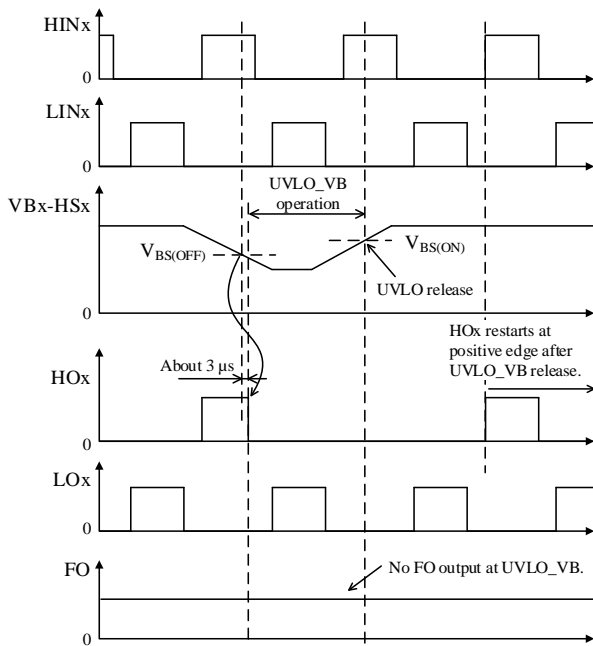 HINx
0
LINx
0
UVLO_VB
operation
VBx-HSx
VBS(OFF)
VBS(ON)
UVLO release
0
HOx restarts at
positive edge after
UVLO_VB release.
About 3 µs
HOx
0
LOx
0
FO
No FO output at UVLO_VB.
0